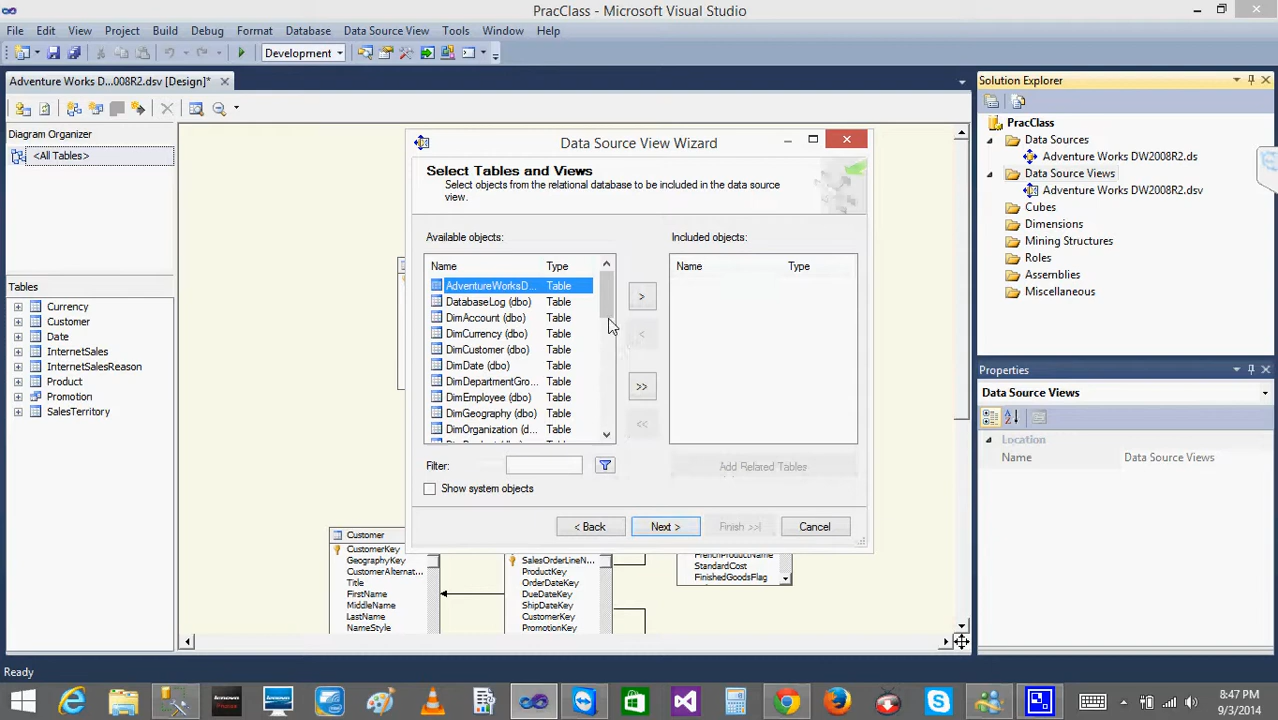 PracClass - Microsoft Visual Studio
File Edit View Project Build Debug Format Database Data Source View Tools Window Help
Development
Adventure Works D...008R2.dsv [Design]*
Diagram Organizer
<All Tables>
Tables
Currency
Customer
Date
InternetSales
InternetSalesReason
Product
Promotion
SalesTerritory
Data Source View Wizard
Select Tables and Views
Select objects from the relational database to be included in the data source
view.
Available objects:
Name Type
AdventureWorksD... Table
DatabaseLog (dbo) Table
DimAccount (dbo) Table
DimCurrency (dbo) Table
DimCustomer (dbo) Table
DimDate (dbo) Table
DimDepartmentGro... Table
DimEmployee (dbo) Table
DimGeography (dbo) Table
DimOrganization (d... Table
>
<
>>
<<
Included objects:
Name Type
Filter:
Add Related Tables
Show system objects
< Back Next > Finish >>| Cancel
Customer
CustomerKey
GeographyKey
CustomerAlternat...
Title
FirstName
MiddleName
LastName
NameStyle
SalesOrderLineN...
ProductKey
OrderDateKey
DueDateKey
ShipDateKey
CustomerKey
PromotionKey
FrenchProductName
StandardCost
FinishedGoodsFlag
Solution Explorer
PracClass
Data Sources
Adventure Works DW2008R2.ds
Data Source Views
Adventure Works DW2008R2.dsv
Cubes
Dimensions
Mining Structures
Roles
Assemblies
Miscellaneous
Properties
Data Source Views
Location
Name Data Source Views
Ready
8:47 PM
9/3/2014